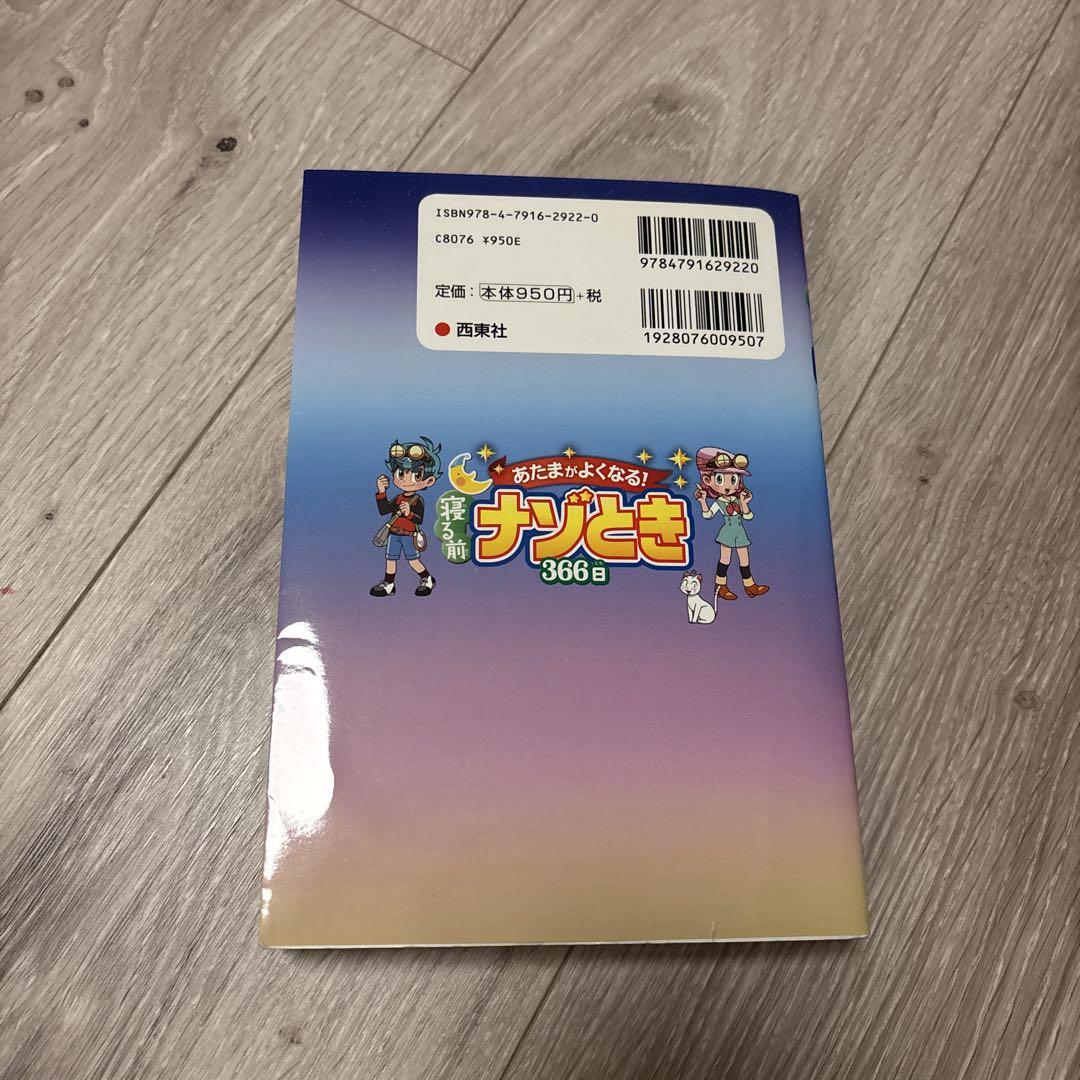 ISBN978-4-7916-2922-0
C8076 ¥950E
9784791629220
定価：本体950円+税
1928076009507
西東社
あたまがよくなる!
寝る前
ナゾとき
366日